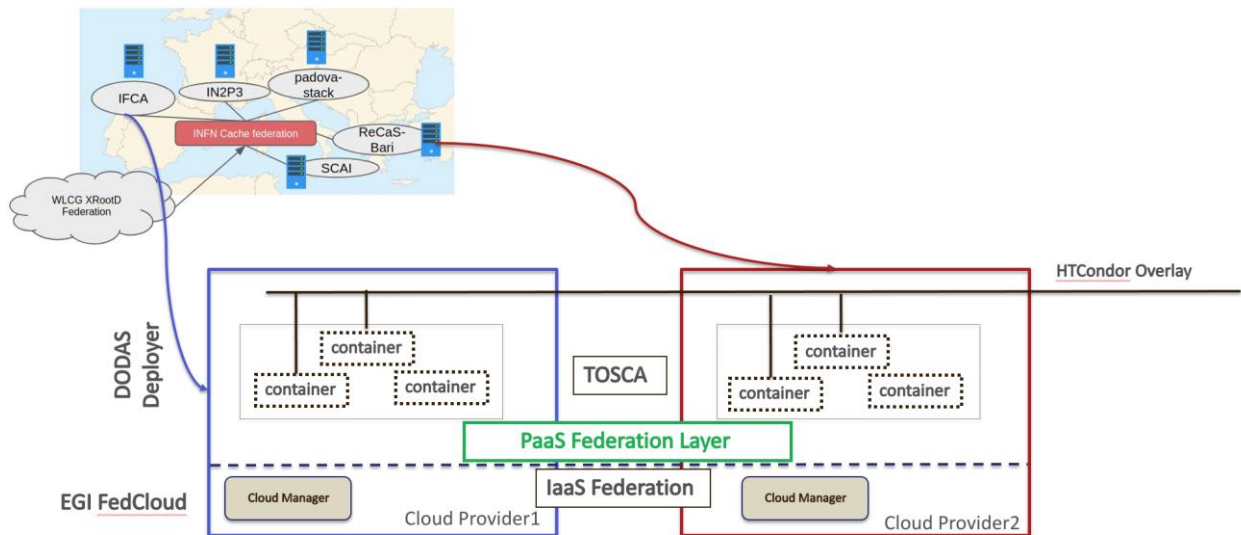 IFCA
IN2P3
padova-
stack
INFN Cache federation
ReCaS-
Bari
SCAI
WLCG XRootD
Federation
HTCondor Overlay
DODAS
Deployer
container
container
container
TOSCA
container
container
container
PaaS Federation Layer
EGI FedCloud
Cloud Manager
IaaS Federation
Cloud Manager
Cloud Provider1
Cloud Provider2